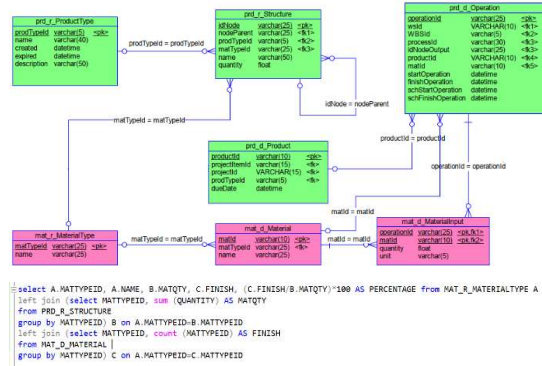 prd_r_ProductType
prodTypeId varchar(5) <pk>
name varchar(40)
created datetime
expired datetime
description varchar(50)
prodTypeId = prodTypeId
prd_r_Structure
idNode varchar(25) <pk>
nodeParent varchar(25) <fk1>
prodTypeId varchar(5) <fk2>
matTypeId varchar(25) <fk3>
name varchar(50)
quantity float
idNode = nodeParent
prd_d_Operation
operationId varchar(25) <pk>
wsId VARCHAR(10) <fk1>
WBSId varchar(5) <fk2>
processId varchar(30) <fk>
idNodeOutput varchar(25) <fk3>
productId VARCHAR(10) <fk4>
matId varchar(10) <fk5>
startOperation datetime
finishOperation datetime
schStartOperation datetime
schFinishOperation datetime
matTypeId = matTypeId
productId = productId
prd_d_Product
productId varchar(10) <pk>
projectItemId varchar(15) <fk>
projectId VARCHAR(15) <fk>
prodTypeId varchar(5) <fk>
dueDate datetime
operationId = operationId
matId = matId
mat_r_MaterialType
matTypeId varchar(25) <pk>
name varchar(25)
matTypeId = matTypeId
mat_d_Material
matId varchar(10) <pk>
matTypeId varchar(25) <fk>
name varchar(25)
matId = matId
mat_d_MaterialInput
operationId varchar(25) <pk,fk1>
matId varchar(10) <pk,fk2>
quantity float
unit varchar(5)
select A.MATTYPEID, A.NAME, B.MATQTY, C.FINISH, (C.FINISH/B.MATQTY)*100 AS PERCENTAGE from MAT_R_MATERIALTYPE A
left join (select MATTYPEID, sum (QUANTITY) AS MATQTY
from PRD_R_STRUCTURE
group by MATTYPEID) B on A.MATTYPEID=B.MATTYPEID
left join (select MATTYPEID, count (MATTYPEID) AS FINISH
from MAT_D_MATERIAL
group by MATTYPEID) C on A.MATTYPEID=C.MATTYPEID